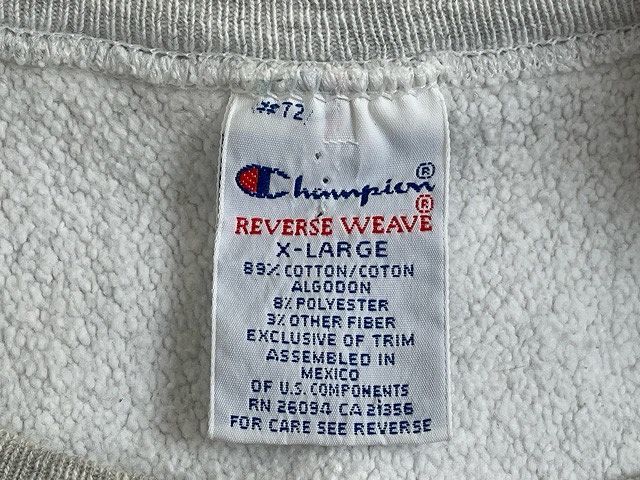 ##72
Champion®
REVERSE WEAVE®
X-LARGE
89% COTTON/COTON
ALGODON
8% POLYESTER
3% OTHER FIBER
EXCLUSIVE OF TRIM
ASSEMBLED IN
MEXICO
OF U.S. COMPONENTS
RN 26094 CA 21356
FOR CARE SEE REVERSE